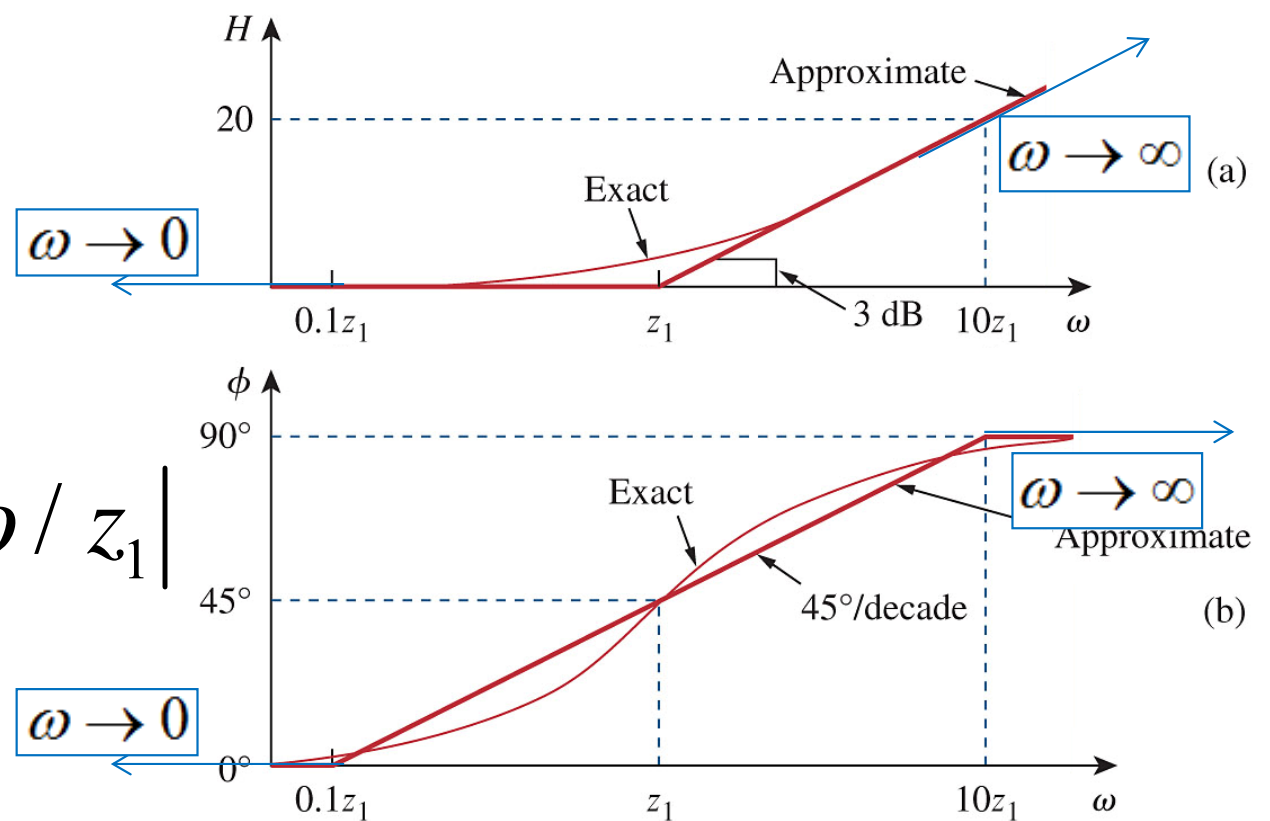 H
Approximate
20
ω → ∞
(a)
Exact
ω → 0
3 dB
0.1z₁
z₁
10z₁
ω
ϕ
90°
Exact
ω → ∞
/ z₁|
Approximate
45°
45°/decade
(b)
ω → 0
0°
0.1z₁
z₁
10z₁
ω